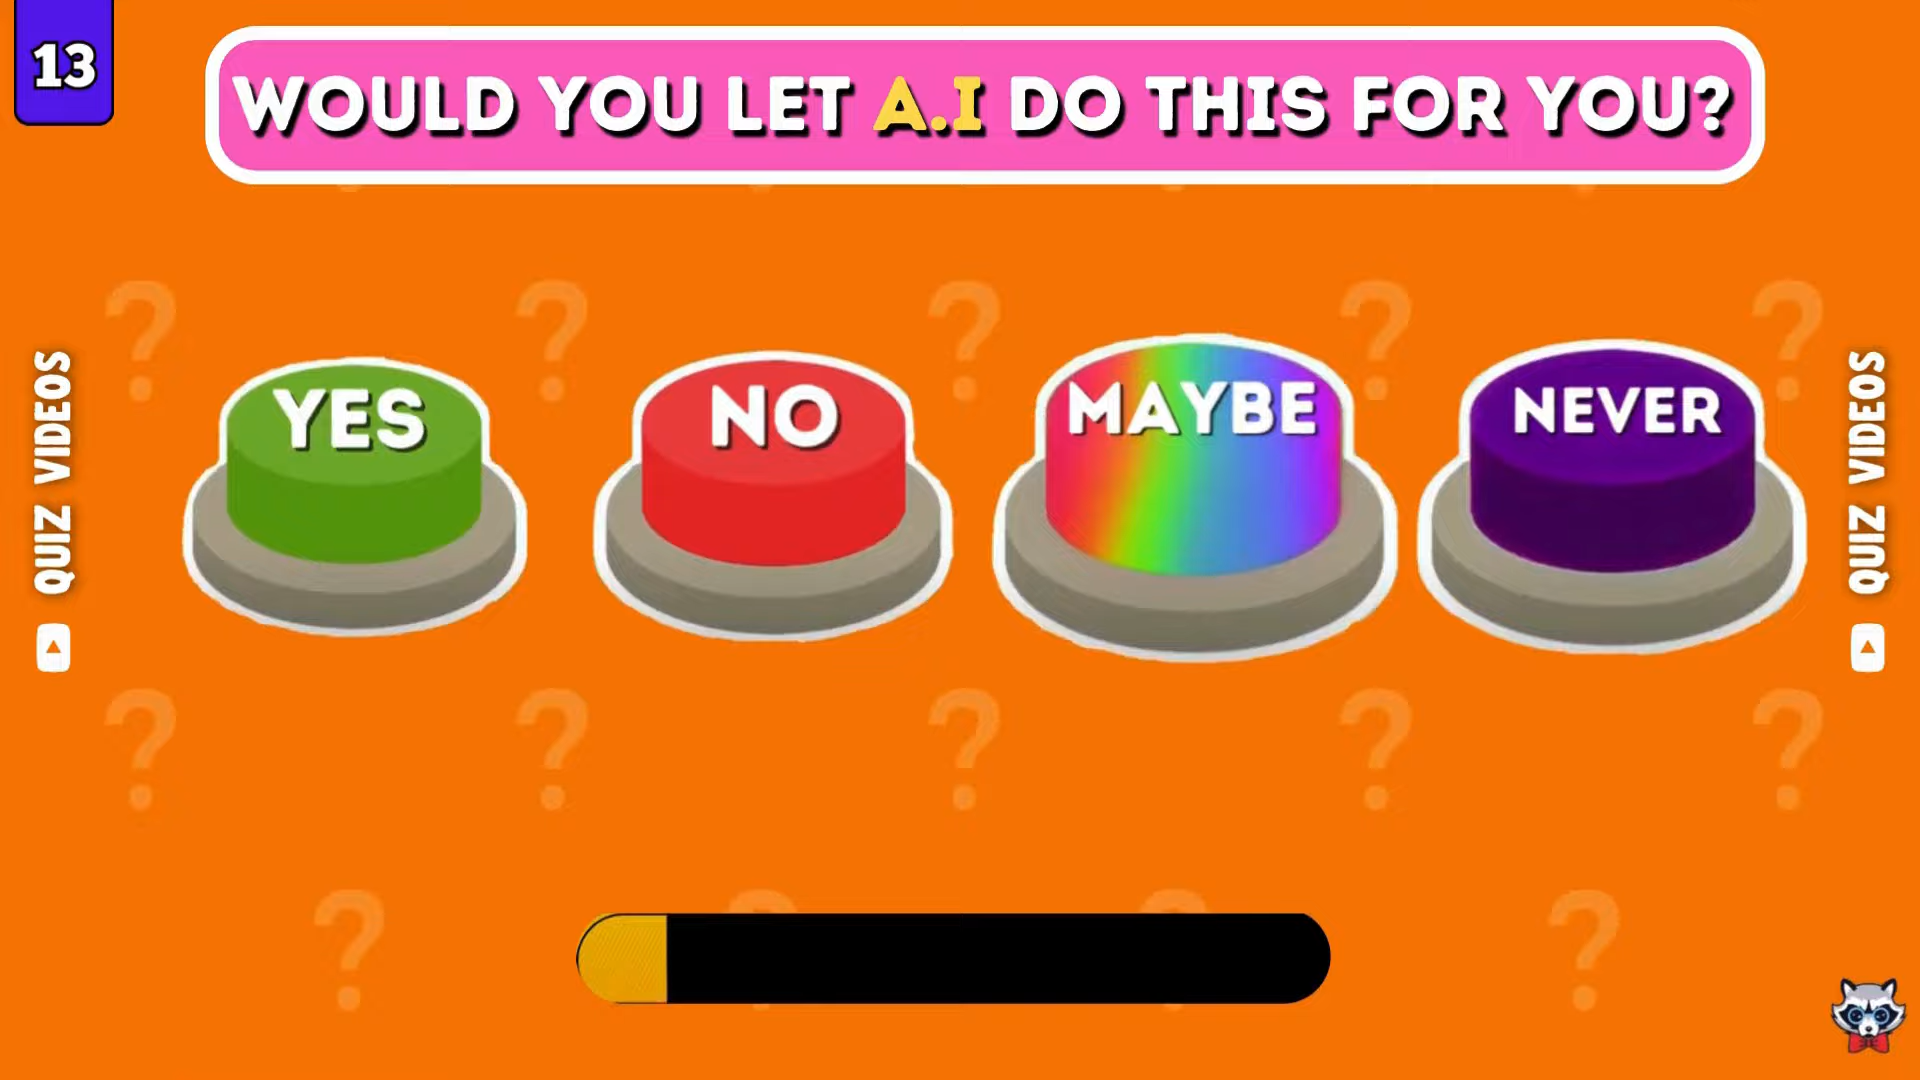 13
WOULD YOU LET A.I DO THIS FOR YOU?
YES
NO
MAYBE
NEVER
QUIZ VIDEOS
QUIZ VIDEOS